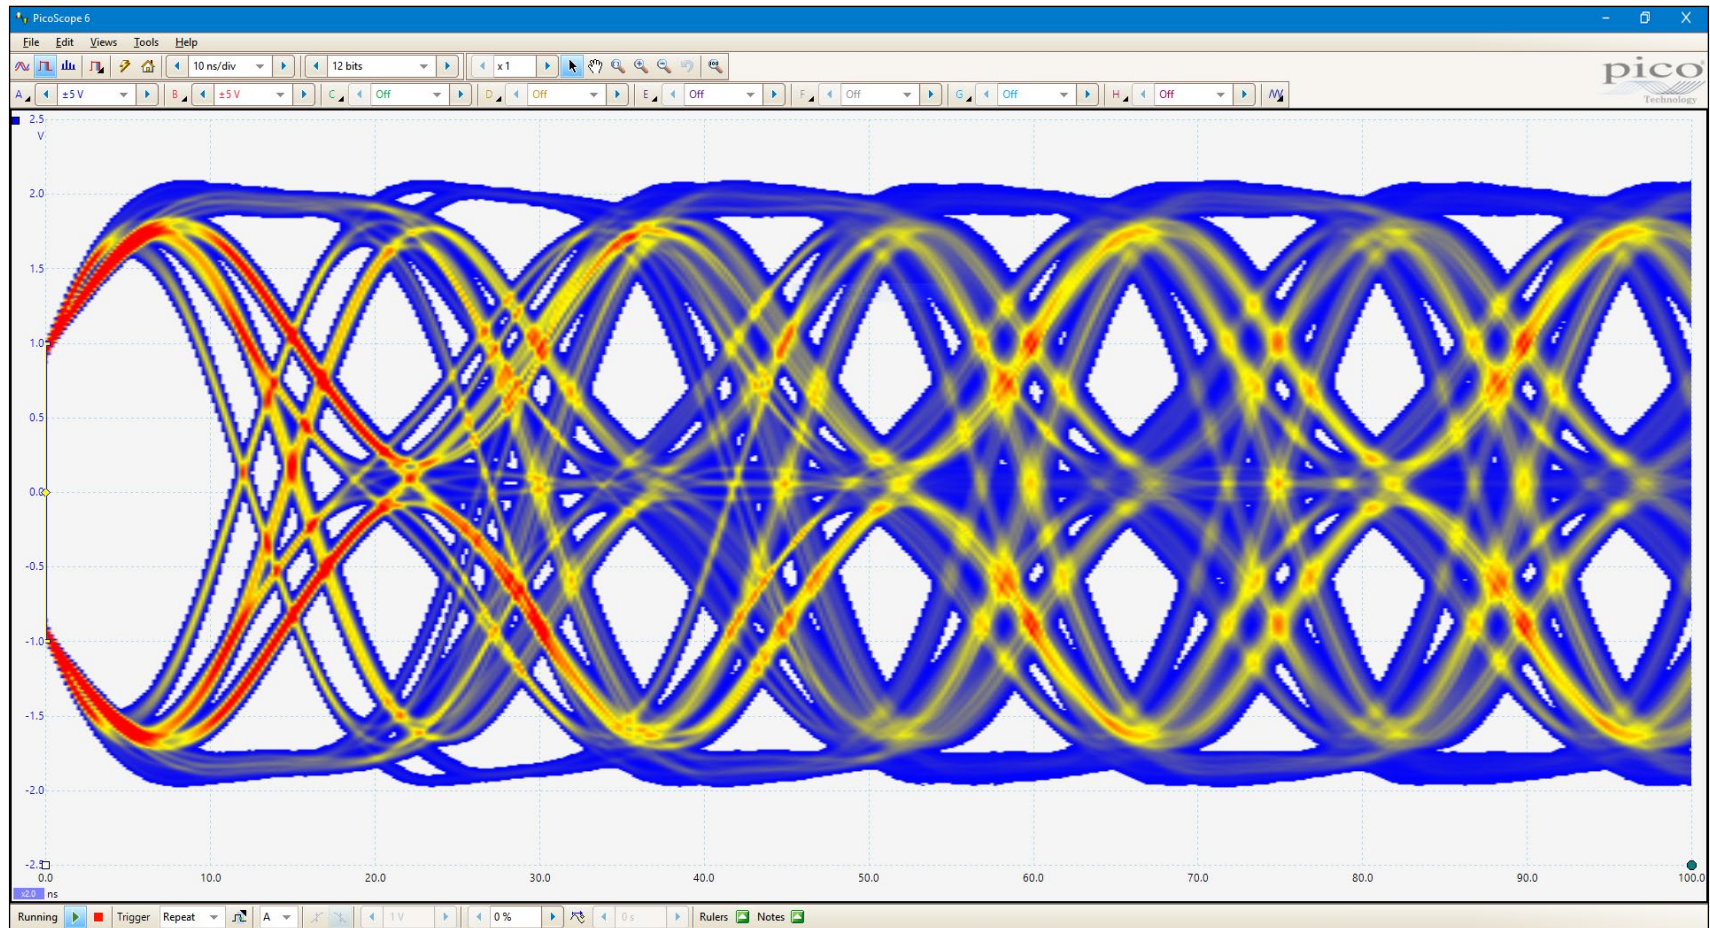 PicoScope 6
File Edit Views Tools Help
10 ns/div 12 bits x 1
A ±5 V B ±5 V C Off D Off E Off F Off G Off H Off
pico
Technology
2.5
V
2.0
1.5
1.0
0.5
0.0
-0.5
-1.0
-1.5
-2.0
-2.5
0.0 10.0 20.0 30.0 40.0 50.0 60.0 70.0 80.0 90.0 100.0
x2.0 ns
Running Trigger Repeat A 1 V 0 % 0 s Rulers Notes